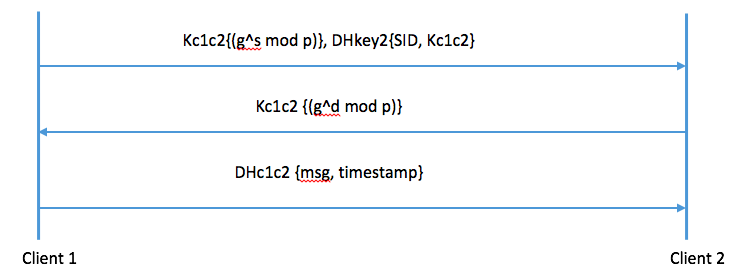 Kc1c2{(g^s mod p)}, DHkey2{SID, Kc1c2}
Kc1c2 {(g^d mod p)}
DHc1c2 {msg, timestamp}
Client 1
Client 2